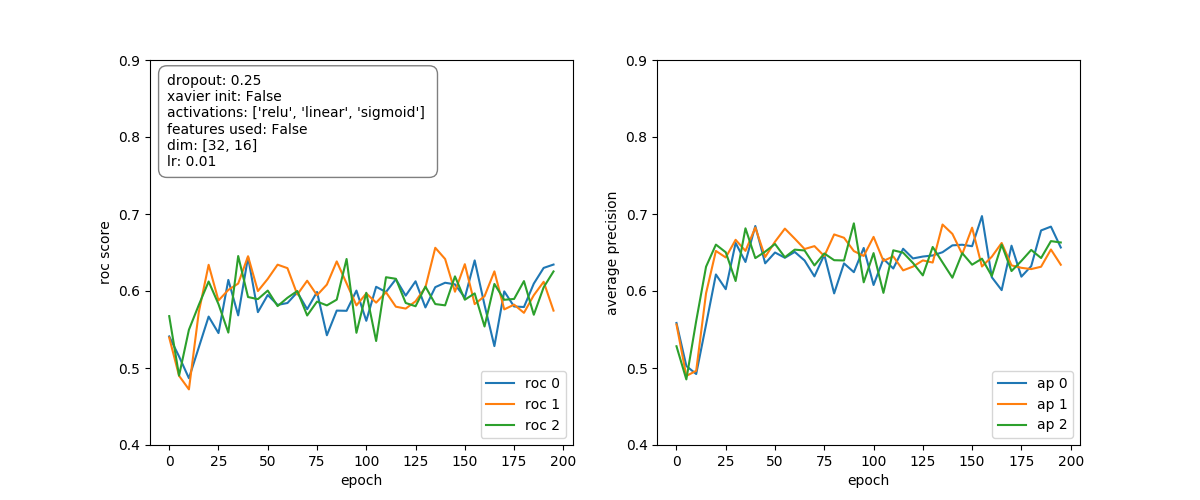 0.9
0.8
0.7
0.6
0.5
0.4
roc score
dropout: 0.25
xavier init: False
activations: ['relu', 'linear', 'sigmoid']
features used: False
dim: [32, 16]
lr: 0.01
roc 0
roc 1
roc 2
0 25 50 75 100 125 150 175 200
epoch
0.9
0.8
0.7
0.6
0.5
0.4
average precision
ap 0
ap 1
ap 2
0 25 50 75 100 125 150 175 200
epoch